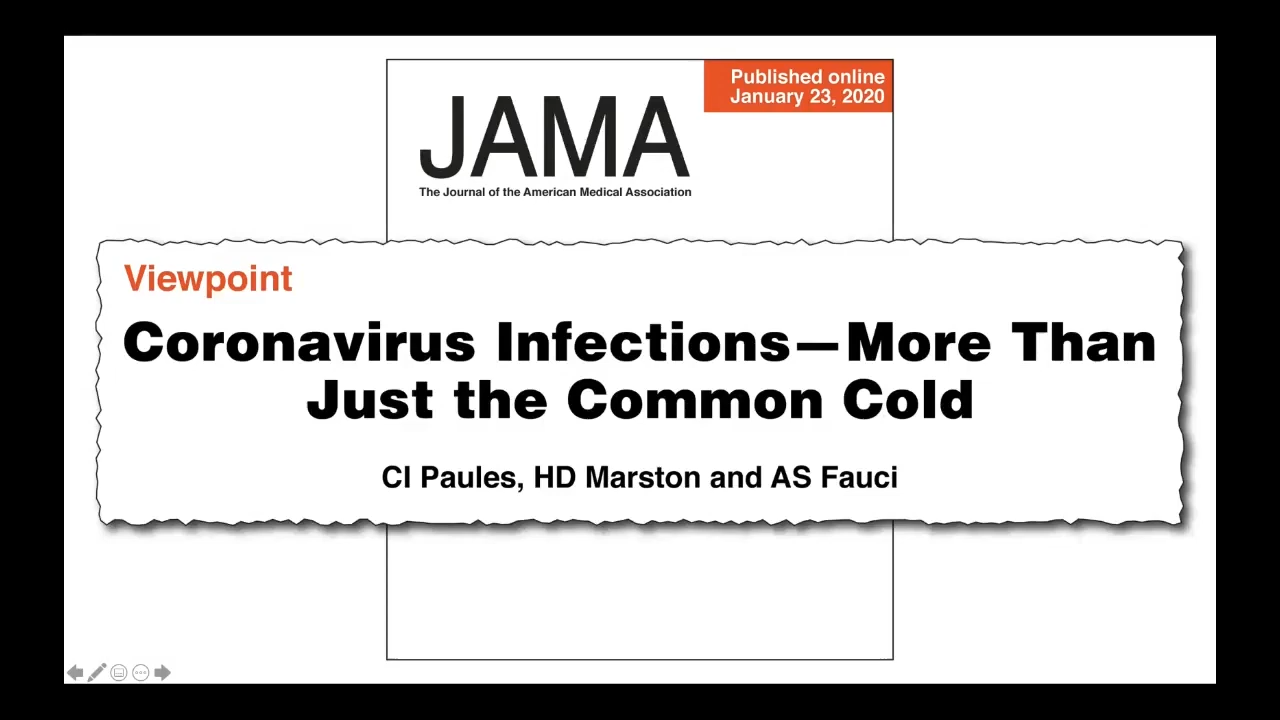 Published online
January 23, 2020
JAMA
The Journal of the American Medical Association
Viewpoint
Coronavirus Infections—More Than
Just the Common Cold
CI Paules, HD Marston and AS Fauci